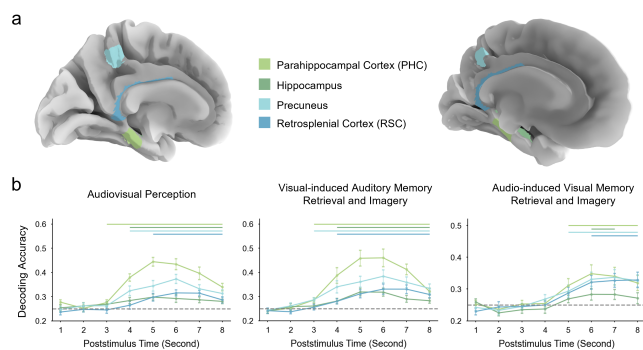 a
Parahippocampal Cortex (PHC)
Hippocampus
Precuneus
Retrosplenial Cortex (RSC)
b
Audiovisual Perception
Visual-induced Auditory Memory
Retrieval and Imagery
Audio-induced Visual Memory
Retrieval and Imagery
Decoding Accuracy
0.6
0.5
0.4
0.3
0.2
1 2 3 4 5 6 7 8
Poststimulus Time (Second)
0.6
0.5
0.4
0.3
0.2
1 2 3 4 5 6 7 8
Poststimulus Time (Second)
0.5
0.4
0.3
0.2
1 2 3 4 5 6 7 8
Poststimulus Time (Second)